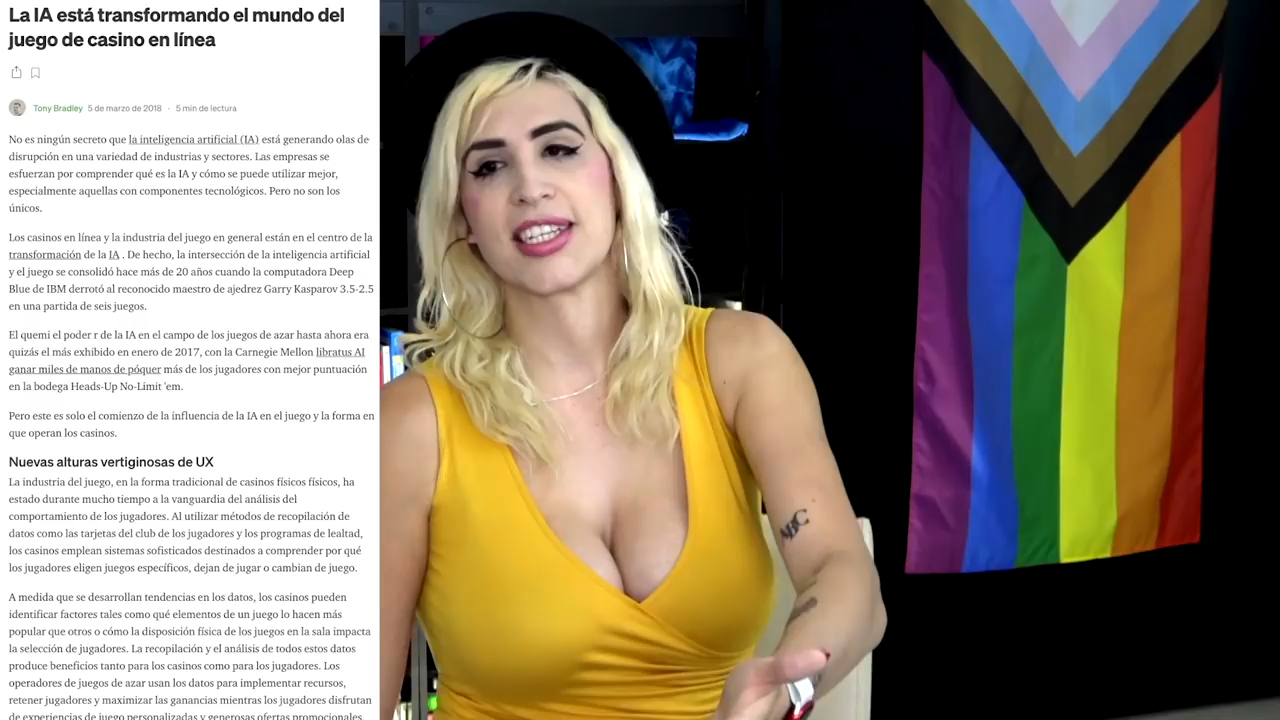 La IA está transformando el mundo del
juego de casino en línea
Tony Bradley 5 de marzo de 2018 · 5 min de lectura
No es ningún secreto que la inteligencia artificial (IA) está generando olas de
disrupción en una variedad de industrias y sectores. Las empresas se
esfuerzan por comprender qué es la IA y cómo se puede utilizar mejor,
especialmente aquellas con componentes tecnológicos. Pero no son los
únicos.
Los casinos en línea y la industria del juego en general están en el centro de la
transformación de la IA . De hecho, la intersección de la inteligencia artificial
y el juego se consolidó hace más de 20 años cuando la computadora Deep
Blue de IBM derrotó al reconocido maestro de ajedrez Garry Kasparov 3.5-2.5
en una partida de seis juegos.
El quemi el poder r de la IA en el campo de los juegos de azar hasta ahora era
quizás el más exhibido en enero de 2017, con la Carnegie Mellon libratus AI
ganar miles de manos de póquer más de los jugadores con mejor puntuación
en la bodega Heads-Up No-Limit 'em.
Pero este es solo el comienzo de la influencia de la IA en el juego y la forma en
que operan los casinos.
Nuevas alturas vertiginosas de UX
La industria del juego, en la forma tradicional de casinos físicos físicos, ha
estado durante mucho tiempo a la vanguardia del análisis del
comportamiento de los jugadores. Al utilizar métodos de recopilación de
datos como las tarjetas del club de los jugadores y los programas de lealtad,
los casinos emplean sistemas sofisticados destinados a comprender por qué
los jugadores eligen juegos específicos, dejan de jugar o cambian de juego.
A medida que se desarrollan tendencias en los datos, los casinos pueden
identificar factores tales como qué elementos de un juego lo hacen más
popular que otros o cómo la disposición física de los juegos en la sala impacta
la selección de jugadores. La recopilación y el análisis de todos estos datos
produce beneficios tanto para los casinos como para los jugadores. Los
operadores de juegos de azar usan los datos para implementar recursos,
retener jugadores y maximizar las ganancias mientras los jugadores disfrutan
de experiencias de juego personalizadas y generosas ofertas promocionales.
ABC